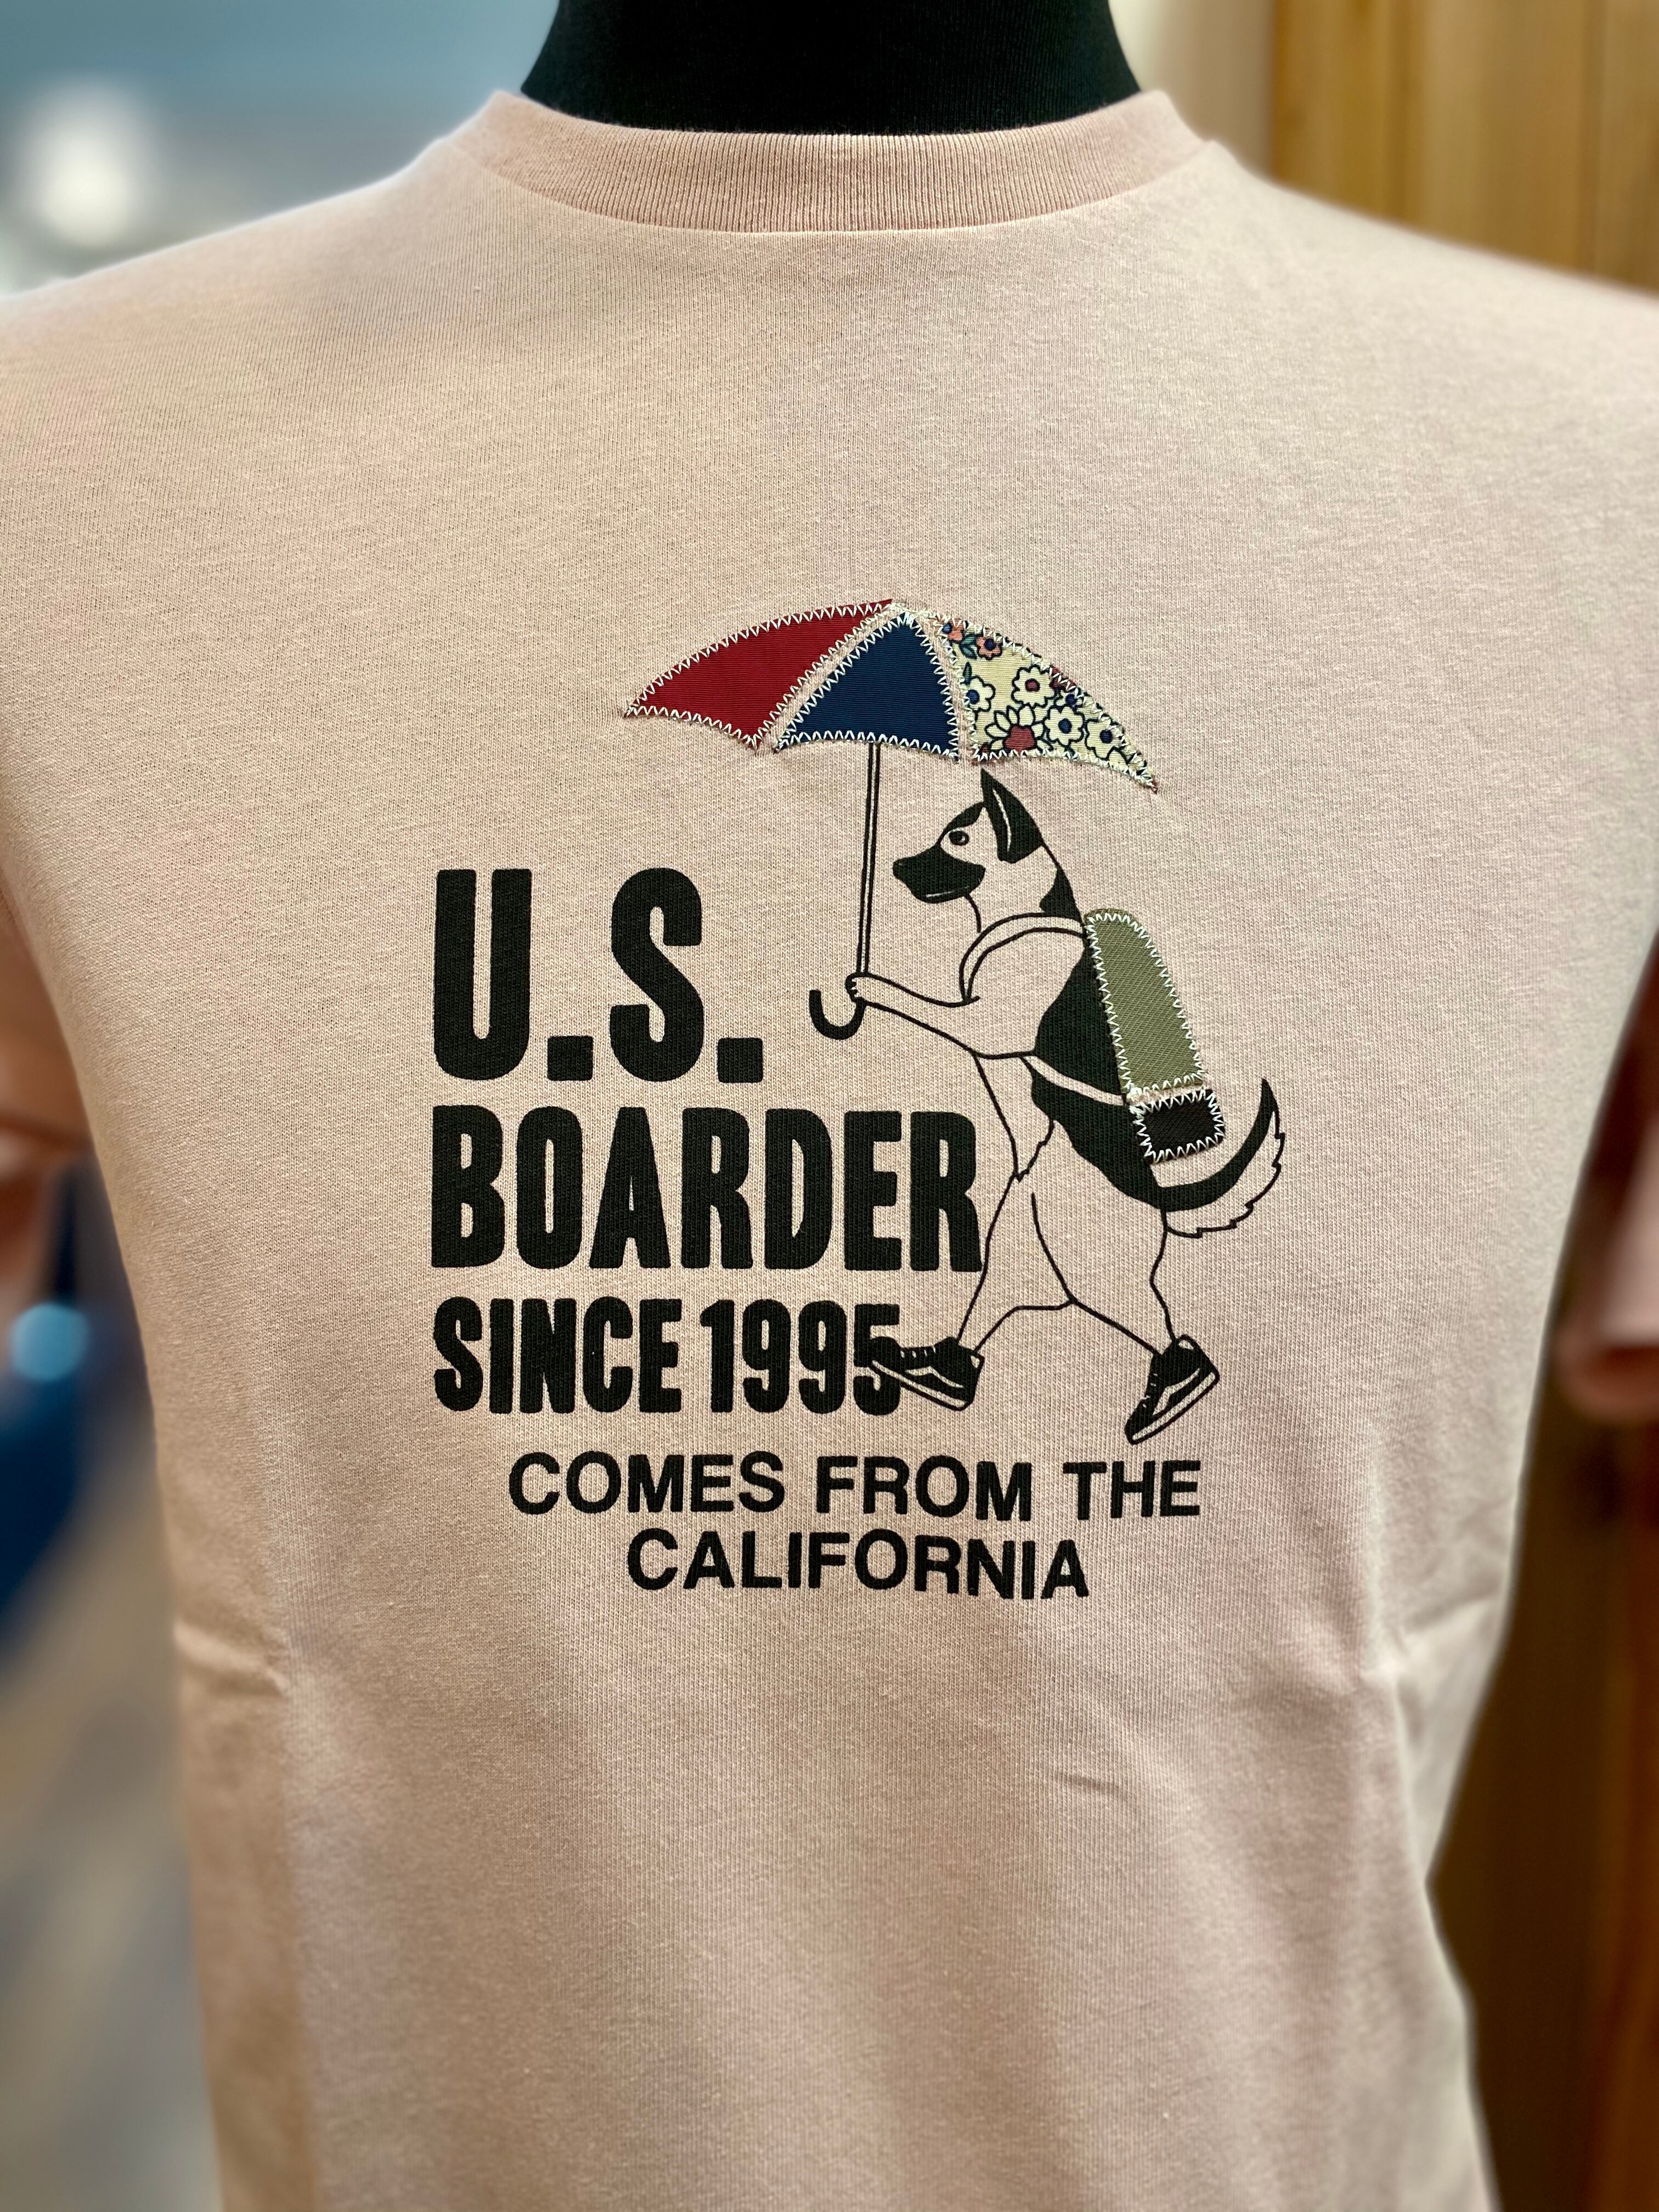 U.S.
BOARDER
SINCE 1995
COMES FROM THE
CALIFORNIA